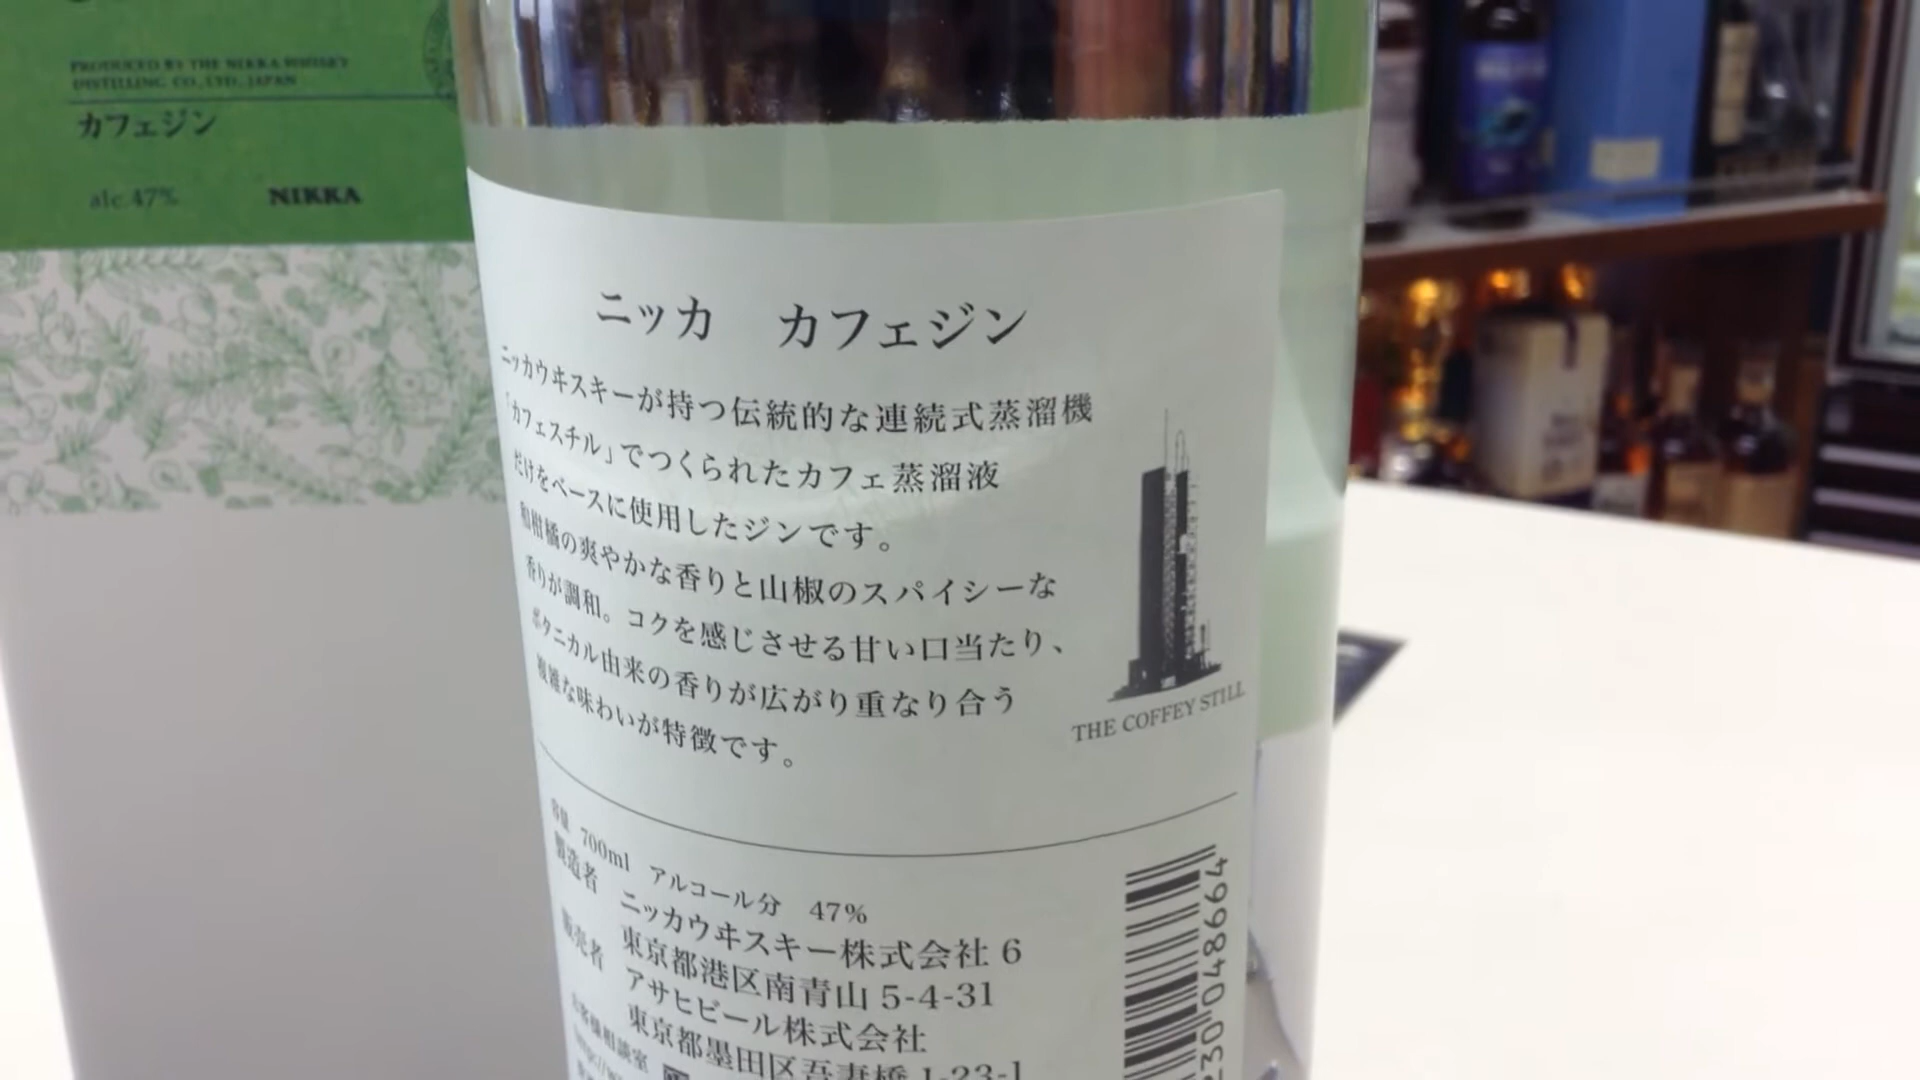 PRODUCED BY THE NIKKA WHISKY
DISTILLING CO., LTD. JAPAN
カフェジン
alc. 47% NIKKA
ニッカ カフェジン
ニッカウヰスキーが持つ伝統的な連続式蒸溜機
「カフェスチル」でつくられたカフェ蒸溜液
だけをベースに使用したジンです。
和柑橘の爽やかな香りと山椒のスパイシーな
香りが調和。コクを感じさせる甘い口当たり、
ボタニカル由来の香りが広がり重なり合う
複雑な味わいが特徴です。
THE COFFEY STILL
容量 700ml アルコール分 47%
製造者 ニッカウヰスキー株式会社 6
東京都港区南青山 5-4-31
販売者 アサヒビール株式会社
東京都墨田区吾妻橋 1-23-1
お客様相談室
230 048664